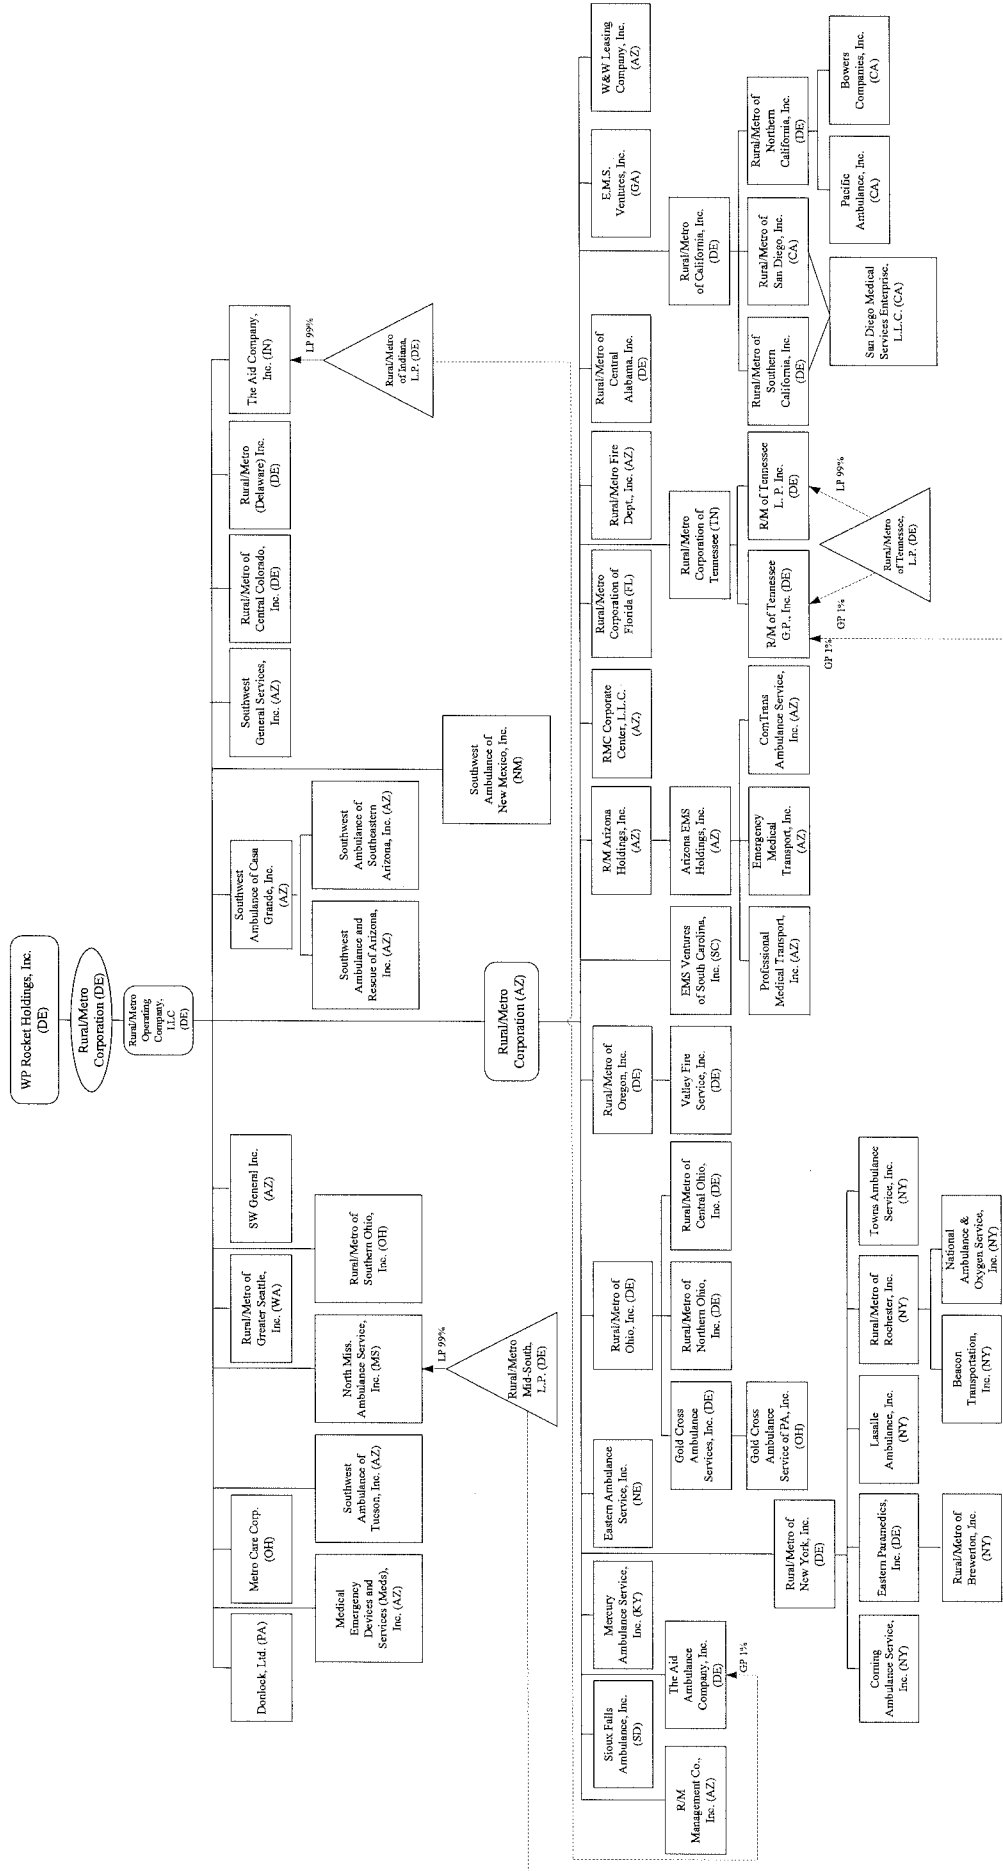 WP Rocket Holdings, Inc.
(DE)
Rural/Metro
Corporation (DE)
Rural/Metro
Operating
Company,
LLC
(DE)
Donlock, Ltd. (PA)
Metro Care Corp.
(OH)
Rural/Metro of
Greater Seattle,
Inc. (WA)
SW General Inc.
(AZ)
Southwest
Ambulance of Casa
Grande, Inc.
(AZ)
Southwest
General Services,
Inc. (AZ)
Rural/Metro of
Central Colorado,
Inc. (DE)
Rural/Metro
(Delaware) Inc.
(DE)
The Aid Company,
Inc. (IN)
Medical
Emergency
Devices and
Services (Meds),
Inc. (AZ)
Southwest
Ambulance of
Tucson, Inc. (AZ)
North Miss.
Ambulance Service,
Inc. (MS)
Rural/Metro of
Southern Ohio,
Inc. (OH)
Southwest
Ambulance and
Rescue of Arizona,
Inc. (AZ)
Southwest
Ambulance of
Southeastern
Arizona, Inc. (AZ)
LP 99%
Rural/Metro
of Indiana,
L.P. (DE)
LP 99%
Rural/Metro
Mid-South,
L.P. (DE)
Southwest
Ambulance of
New Mexico, Inc.
(NM)
Rural/Metro
Corporation (AZ)
Sioux Falls
Ambulance, Inc.
(SD)
Mercury
Ambulance Service,
Inc. (KY)
Eastern Ambulance
Service, Inc.
(NE)
Rural/Metro of
Ohio, Inc. (DE)
Rural/Metro of
Oregon, Inc.
(DE)
R/M Arizona
Holdings, Inc.
(AZ)
RMC Corporate
Center, L.L.C.
(AZ)
Rural/Metro
Corporation of
Florida (FL)
Rural/Metro Fire
Dept., Inc. (AZ)
Rural/Metro of
Central
Alabama, Inc.
(DE)
E.M.S.
Ventures, Inc.
(GA)
W&W Leasing
Company, Inc.
(AZ)
R/M
Management Co.,
Inc. (AZ)
The Aid
Ambulance
Company, Inc.
(DE)
GP 1%
Gold Cross
Ambulance
Services, Inc. (DE)
Rural/Metro of
Northern Ohio,
Inc. (DE)
Rural/Metro of
Central Ohio,
Inc. (DE)
Valley Fire
Service, Inc.
(DE)
EMS Ventures
of South Carolina,
Inc. (SC)
Arizona EMS
Holdings, Inc.
(AZ)
Rural/Metro
Corporation of
Tennessee (TN)
Rural/Metro
of California, Inc.
(DE)
Gold Cross
Ambulance
Service of PA, Inc.
(OH)
Rural/Metro of
New York, Inc.
(DE)
Professional
Medical Transport,
Inc. (AZ)
Emergency
Medical
Transport, Inc.
(AZ)
ComTrans
Ambulance Service,
Inc. (AZ)
R/M of Tennessee
G.P., Inc. (DE)
R/M of Tennessee
L. P. Inc.
(DE)
Rural/Metro of
Southern
California, Inc.
(DE)
Rural/Metro of
San Diego, Inc.
(CA)
Rural/Metro of
Northern
California, Inc.
(DE)
GP 1%
GP 1%
LP 99%
Rural/Metro
of Tennessee,
L.P. (DE)
San Diego Medical
Services Enterprise,
L.L.C. (CA)
Pacific
Ambulance, Inc.
(CA)
Bowers
Companies, Inc.
(CA)
Corning
Ambulance Service,
Inc. (NY)
Eastern Paramedics,
Inc. (DE)
Lasalle
Ambulance, Inc.
(NY)
Rural/Metro of
Rochester, Inc.
(NY)
Towns Ambulance
Service, Inc.
(NY)
Rural/Metro of
Brewerton, Inc.
(NY)
Beacon
Transportation,
Inc. (NY)
National
Ambulance &
Oxygen Service,
Inc. (NY)